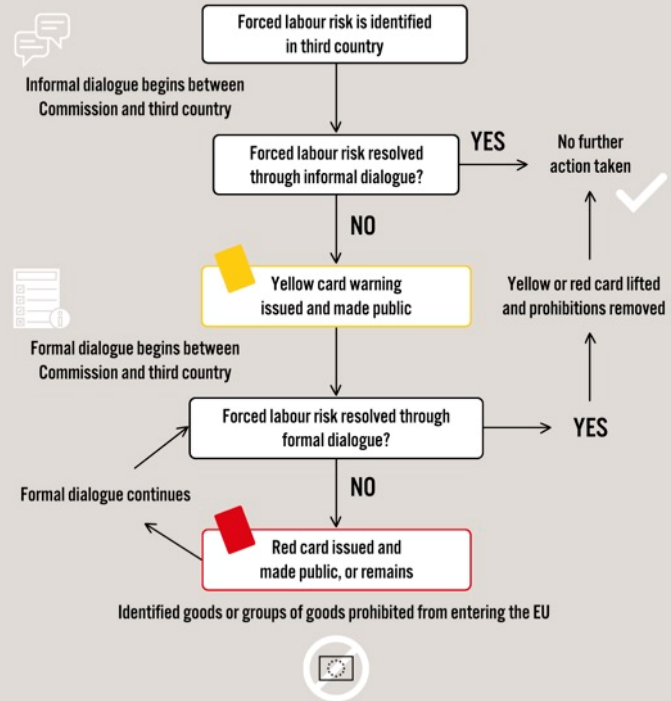 Forced labour risk is identified
in third country
Informal dialogue begins between
Commission and third country
Forced labour risk resolved
through informal dialogue?
YES
No further
action taken
NO
Yellow card warning
issued and made public
Yellow or red card lifted
and prohibitions removed
Formal dialogue begins between
Commission and third country
Forced labour risk resolved through
formal dialogue?
YES
NO
Formal dialogue continues
Red card issued and
made public, or remains
Identified goods or groups of goods prohibited from entering the EU